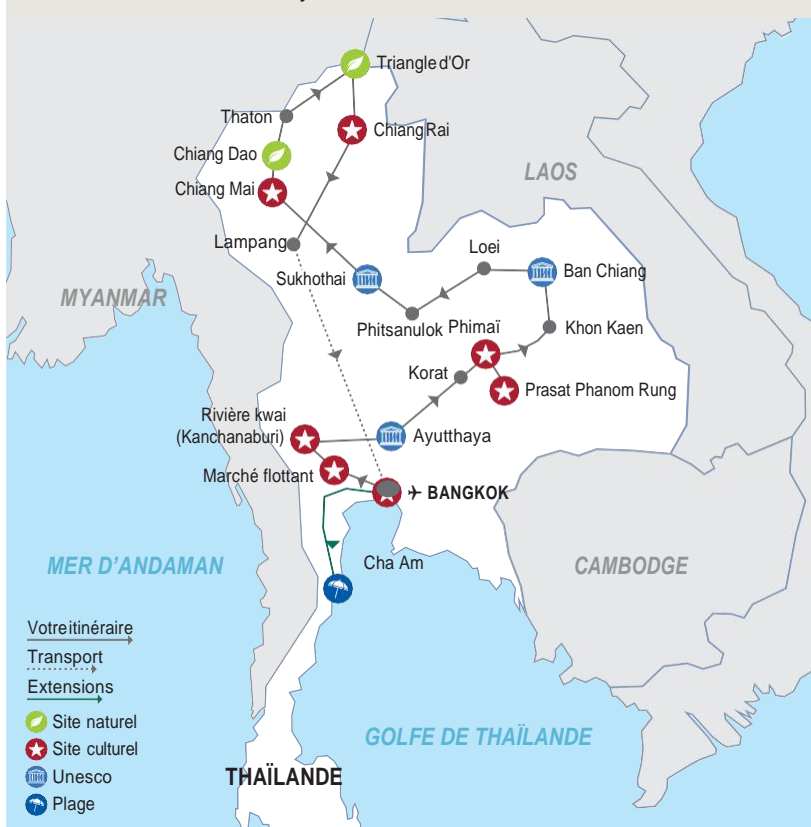 Triangle d'Or
Thaton
Chiang Rai
Chiang Dao
Chiang Mai
LAOS
Lampang
Loei
Sukhothai
Ban Chiang
MYANMAR
Phitsanulok
Phimaï
Khon Kaen
Korat
Prasat Phanom Rung
Rivière kwai
(Kanchanaburi)
Ayutthaya
Marché flottant
BANGKOK
MER D'ANDAMAN
Cha Am
CAMBODGE
Votreitinéraire
Transport
Extensions
Site naturel
Site culturel
GOLFE DE THAÏLANDE
Unesco
THAÏLANDE
Plage